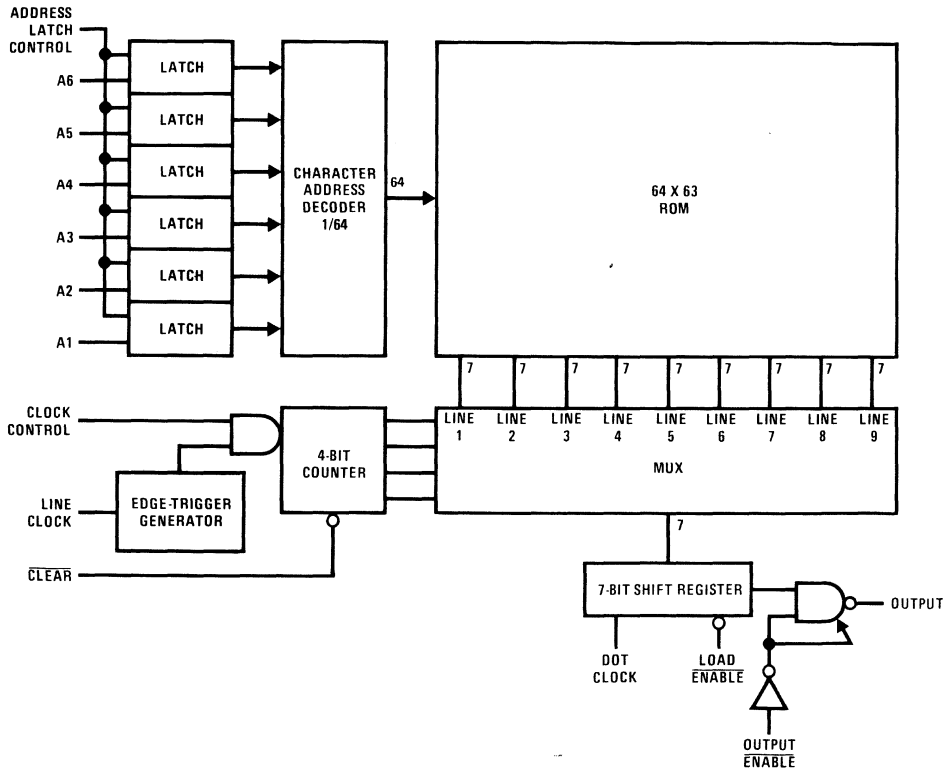 ADDRESS
LATCH
CONTROL
A6
A5
A4
A3
A2
A1
LATCH
LATCH
LATCH
LATCH
LATCH
LATCH
CHARACTER
ADDRESS
DECODER
1/64
64
64 X 63
ROM
7
7
7
7
7
7
7
7
7
LINE
1
LINE
2
LINE
3
LINE
4
LINE
5
LINE
6
LINE
7
LINE
8
LINE
9
MUX
CLOCK
CONTROL
4-BIT
COUNTER
LINE
CLOCK
EDGE-TRIGGER
GENERATOR
CLEAR
7
7-BIT SHIFT REGISTER
OUTPUT
DOT
CLOCK
LOAD
ENABLE
OUTPUT
ENABLE